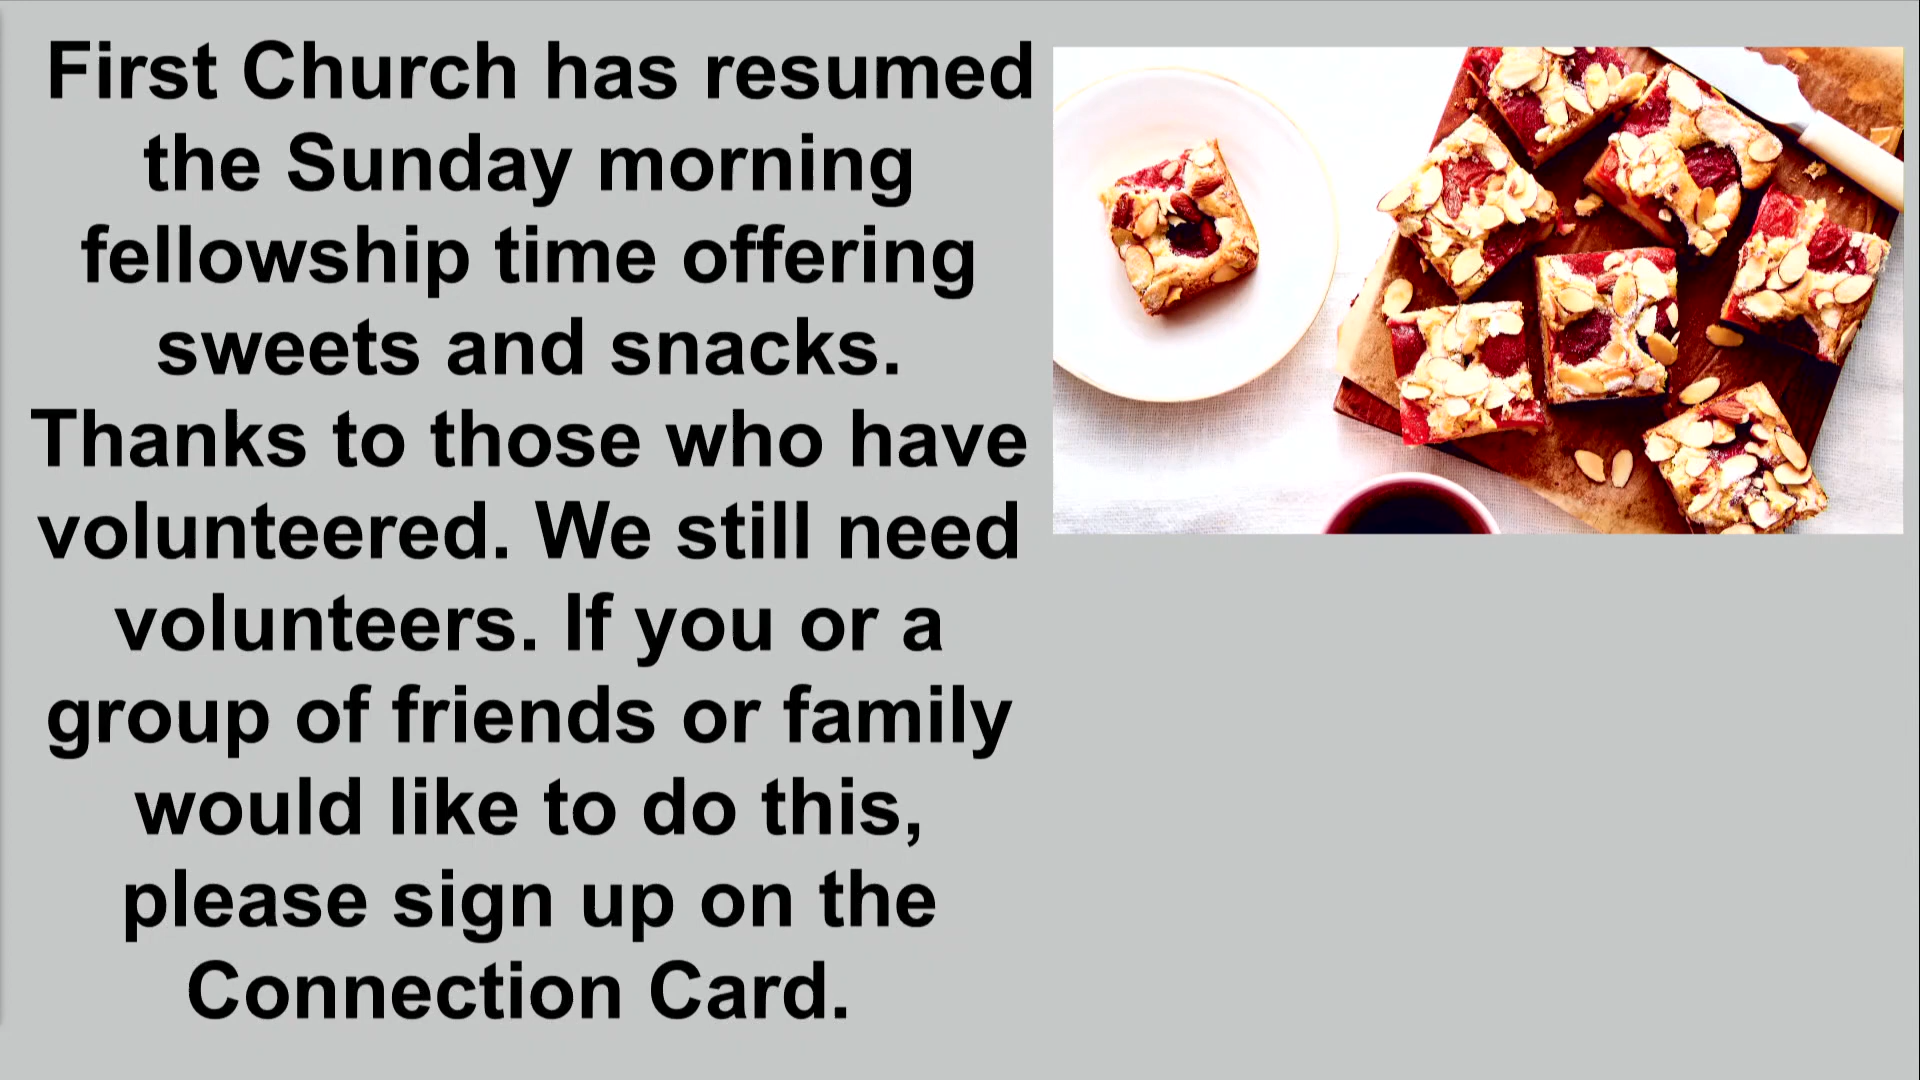 First Church has resumed
the Sunday morning
fellowship time offering
sweets and snacks.
Thanks to those who have
volunteered. We still need
volunteers. If you or a
group of friends or family
would like to do this,
please sign up on the
Connection Card.